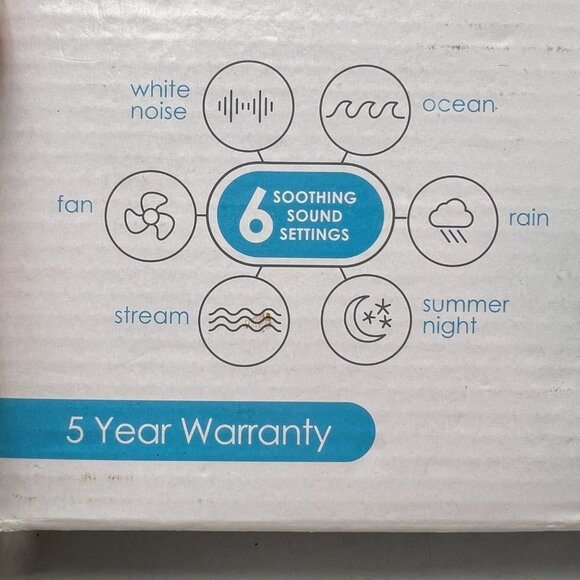 white
noise
ocean
fan
6
SOOTHING
SOUND
SETTINGS
rain
stream
summer
night
5 Year Warranty